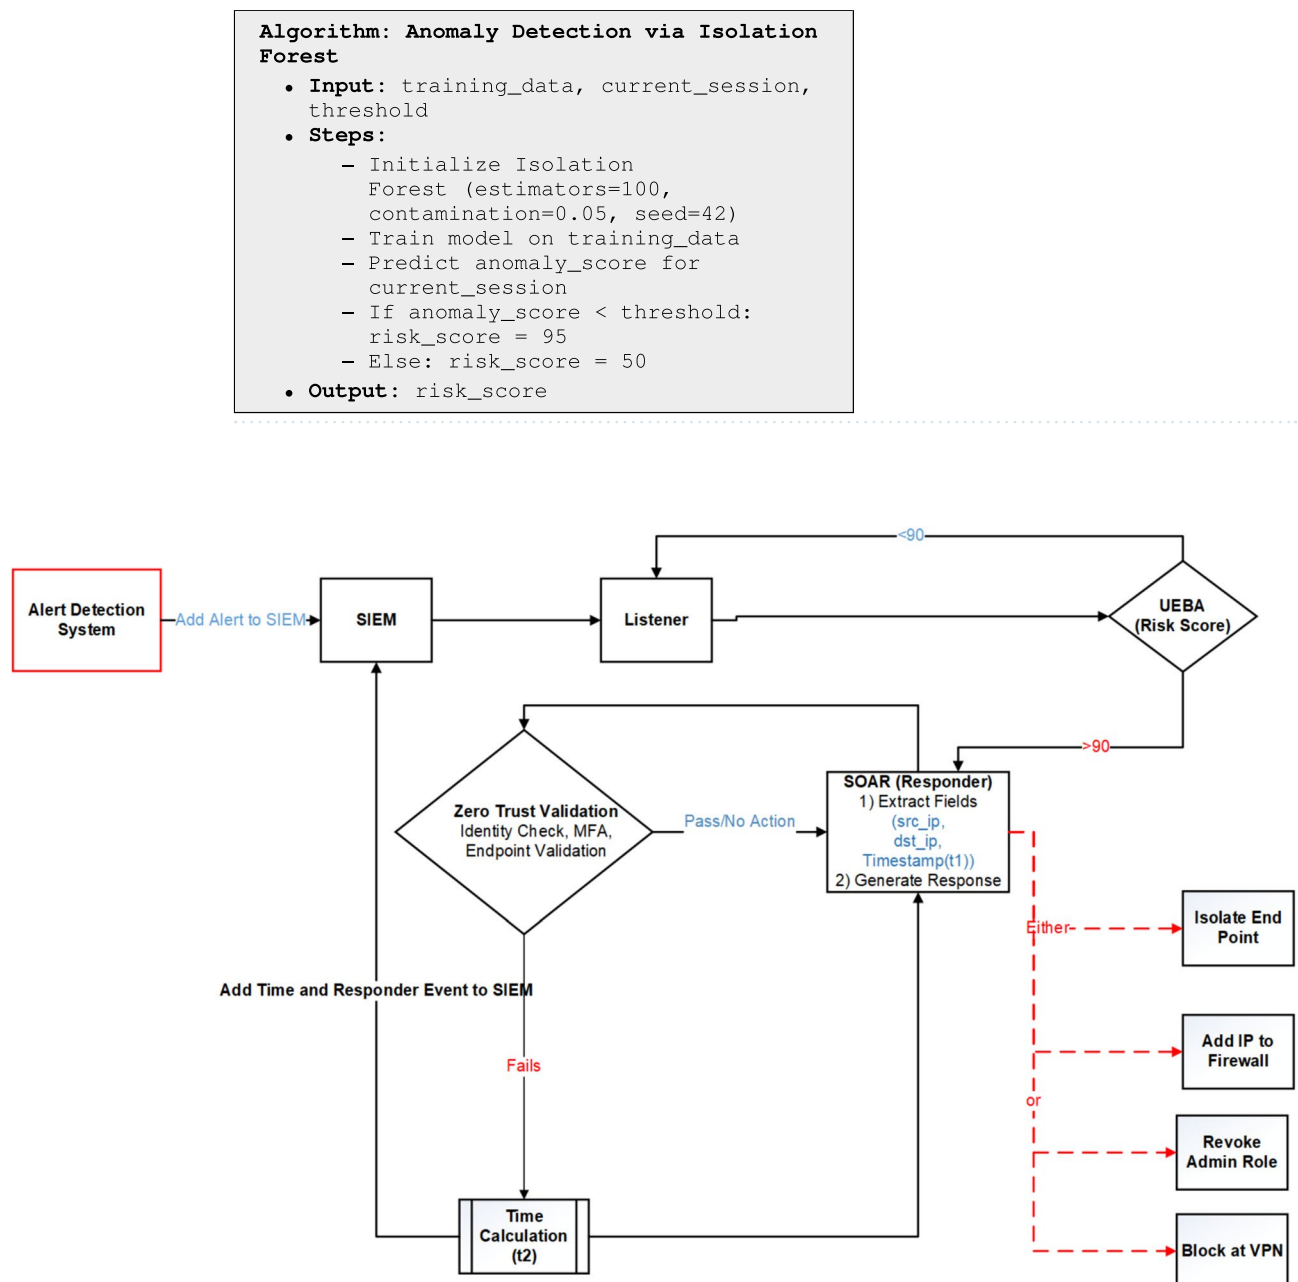 Algorithm: Anomaly Detection via Isolation
Forest
• Input: training_data, current_session,
threshold
• Steps:
– Initialize Isolation
Forest (estimators=100,
contamination=0.05, seed=42)
– Train model on training_data
– Predict anomaly_score for
current_session
– If anomaly_score < threshold:
risk_score = 95
– Else: risk_score = 50
• Output: risk_score
<90
Alert Detection
System
Add Alert to SIEM
SIEM
Listener
UEBA
(Risk Score)
>90
Zero Trust Validation
Identity Check, MFA,
Endpoint Validation
Pass/No Action
SOAR (Responder)
1) Extract Fields
(src_ip,
dst_ip,
Timestamp(t1))
2) Generate Response
Either
Isolate End
Point
Add Time and Responder Event to SIEM
Fails
Add IP to
Firewall
or
Revoke
Admin Role
Time
Calculation
(t2)
Block at VPN